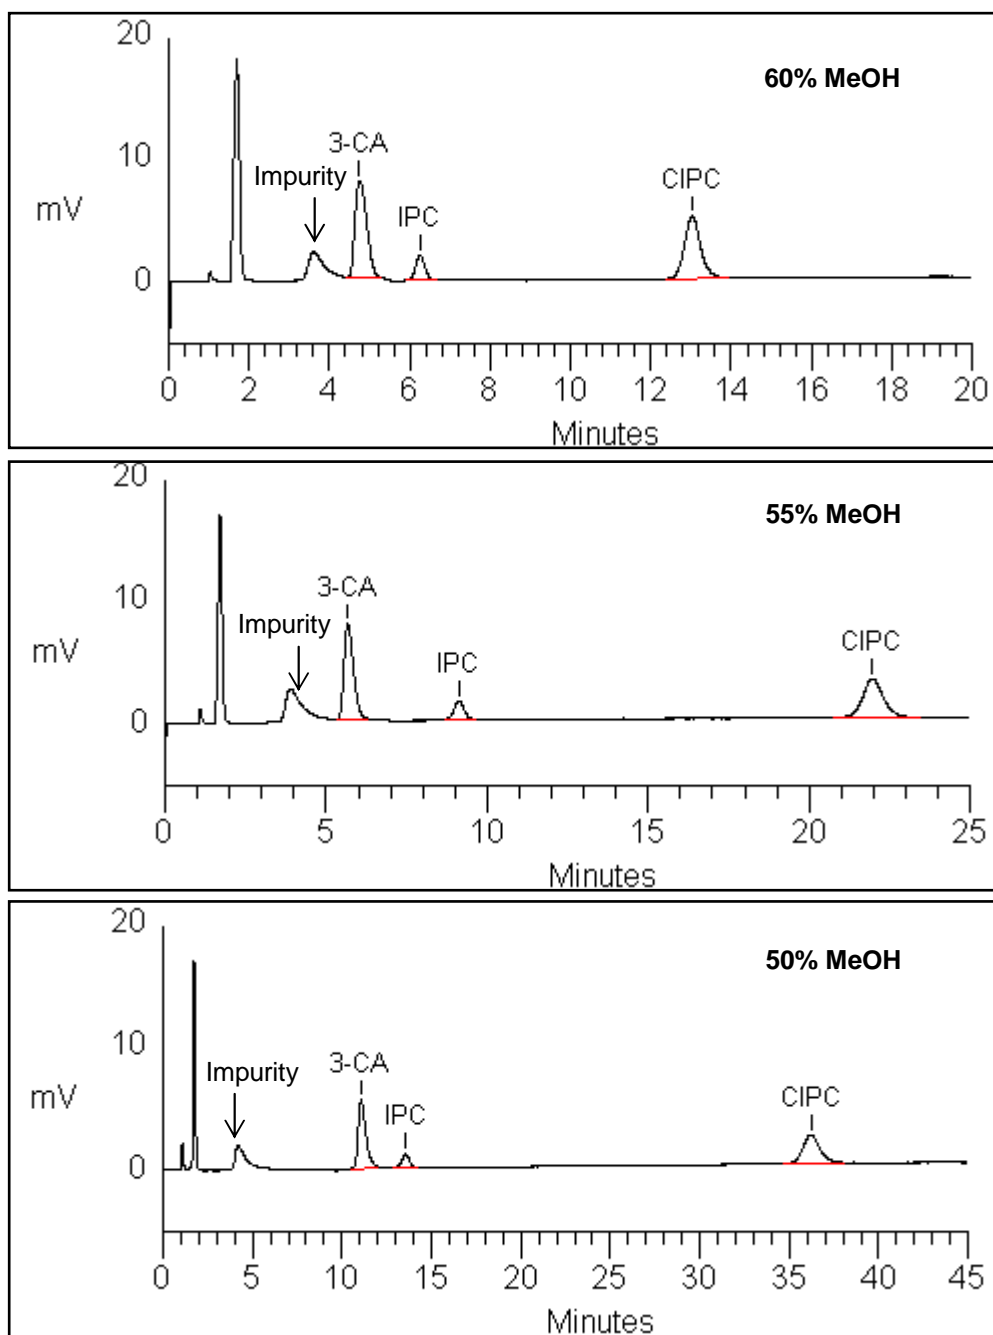 20
60% MeOH
3-CA
10
Impurity
CIPC
IPC
mV
0
0 2 4 6 8 10 12 14 16 18 20
Minutes
20
55% MeOH
3-CA
10
Impurity
CIPC
IPC
mV
0
0 5 10 15 20 25
Minutes
20
50% MeOH
10
3-CA
Impurity
CIPC
IPC
mV
0
0 5 10 15 20 25 30 35 40 45
Minutes